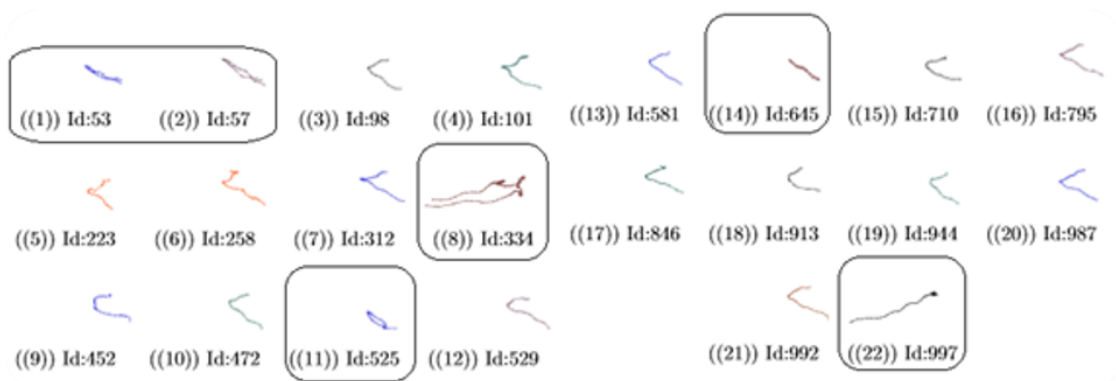 ((1)) Id:53 ((2)) Id:57 ((3)) Id:98 ((4)) Id:101 ((13)) Id:581 ((14)) Id:645 ((15)) Id:710 ((16)) Id:795
((5)) Id:223 ((6)) Id:258 ((7)) Id:312 ((8)) Id:334 ((17)) Id:846 ((18)) Id:913 ((19)) Id:944 ((20)) Id:987
((9)) Id:452 ((10)) Id:472 ((11)) Id:525 ((12)) Id:529 ((21)) Id:992 ((22)) Id:997